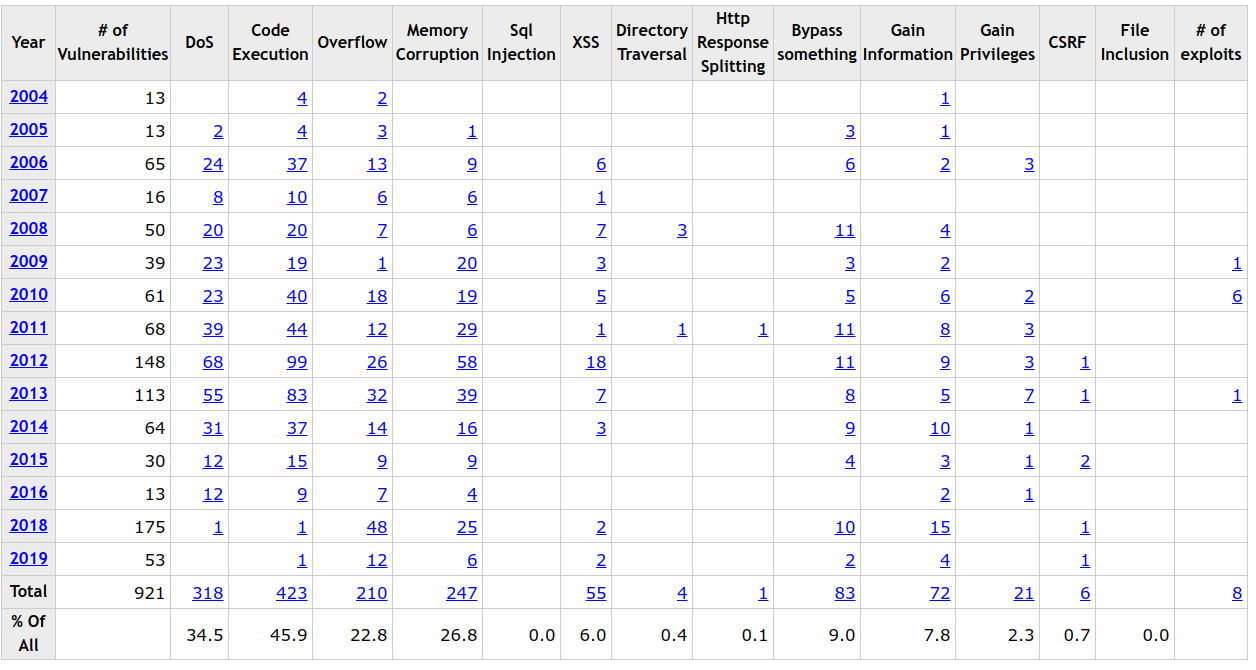 Year # of Vulnerabilities DoS Code Execution Overflow Memory Corruption Sql Injection XSS Directory Traversal Http Response Splitting Bypass something Gain Information Gain Privileges CSRF File Inclusion # of exploits
2004 13 4 2 1
2005 13 2 4 3 1 3 1
2006 65 24 37 13 9 6 6 2 3
2007 16 8 10 6 6 1
2008 50 20 20 7 6 7 3 11 4
2009 39 23 19 1 20 3 3 2 1
2010 61 23 40 18 19 5 5 6 2 6
2011 68 39 44 12 29 1 1 1 11 8 3
2012 148 68 99 26 58 18 11 9 3 1
2013 113 55 83 32 39 7 8 5 7 1 1
2014 64 31 37 14 16 3 9 10 1
2015 30 12 15 9 9 4 3 1 2
2016 13 12 9 7 4 2 1
2018 175 1 1 48 25 2 10 15 1
2019 53 1 12 6 2 2 4 1
Total 921 318 423 210 247 55 4 1 83 72 21 6 8
% Of All 34.5 45.9 22.8 26.8 0.0 6.0 0.4 0.1 9.0 7.8 2.3 0.7 0.0